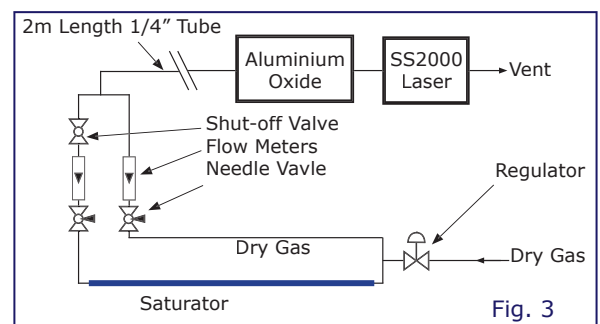 2m Length 1/4” Tube
Aluminium
Oxide
SS2000
Laser
Vent
Shut-off Valve
Flow Meters
Needle Vavle
Regulator
Dry Gas
Dry Gas
Saturator
Fig. 3